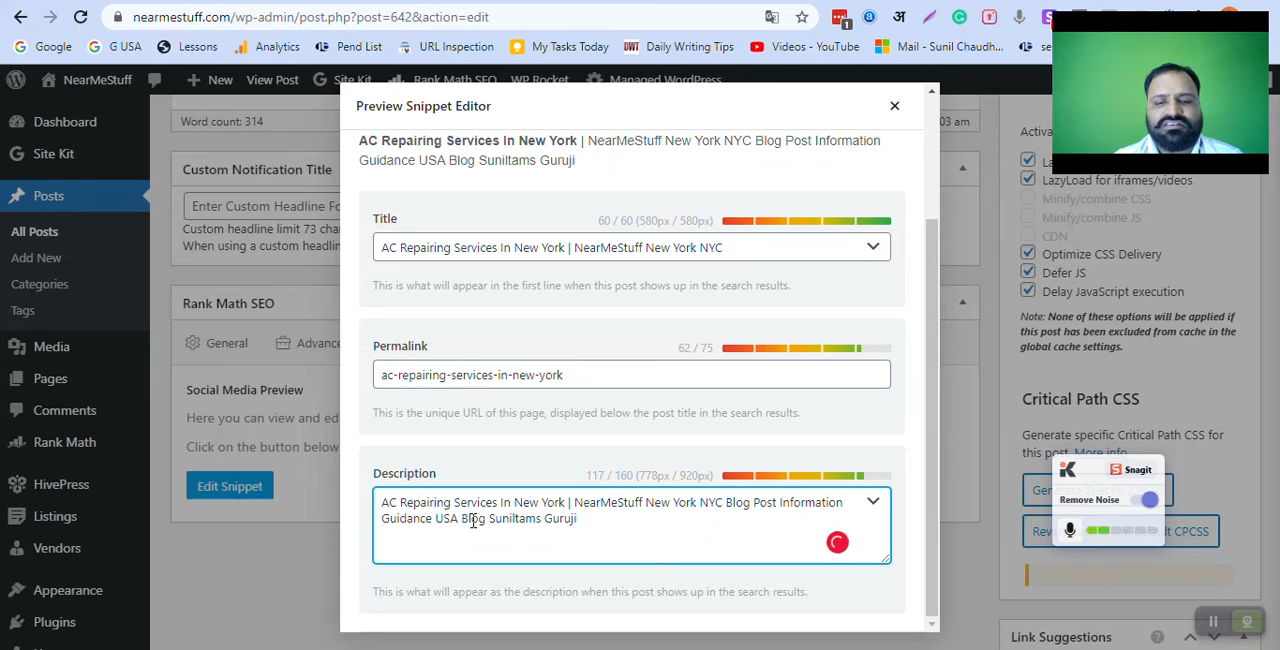 nearmestuff.com/wp-admin/post.php?post=642&action=edit
1
अ
Google
G USA
Lessons
Analytics
Pend List
URL Inspection
My Tasks Today
DWT Daily Writing Tips
Videos - YouTube
Mail - Sunil Chaudh...
NearMeStuff
New
View Post
Site Kit
Rank Math SEO
WP Rocket
Managed WordPress
Dashboard
Site Kit
Posts
All Posts
Add New
Categories
Tags
Media
Pages
Comments
Rank Math
HivePress
Listings
Vendors
Appearance
Plugins
Word count: 314
03 am
Custom Notification Title
Enter Custom Headline Fo
Custom headline limit 73 char
When using a custom headlin
Rank Math SEO
General
Advanc
Social Media Preview
Here you can view and ed
Click on the button below
Edit Snippet
Preview Snippet Editor
AC Repairing Services In New York | NearMeStuff New York NYC Blog Post Information
Guidance USA Blog Suniltams Guruji
Title
60 / 60 (580px / 580px)
AC Repairing Services In New York | NearMeStuff New York NYC
This is what will appear in the first line when this post shows up in the search results.
Permalink
62 / 75
ac-repairing-services-in-new-york
This is the unique URL of this page, displayed below the post title in the search results.
Description
117 / 160 (778px / 920px)
AC Repairing Services In New York | NearMeStuff New York NYC Blog Post Information
Guidance USA Blog Suniltams Guruji
This is what will appear as the description when this post shows up in the search results.
LazyLoad for iframes/videos
Minify/combine CSS
Minify/combine JS
CDN
Optimize CSS Delivery
Defer JS
Delay JavaScript execution
Note: None of these options will be applied if
this post has been excluded from cache in the
global cache settings.
Critical Path CSS
Generate specific Critical Path CSS for
this post. More info
Snagit
Remove Noise
CPCSS
Link Suggestions